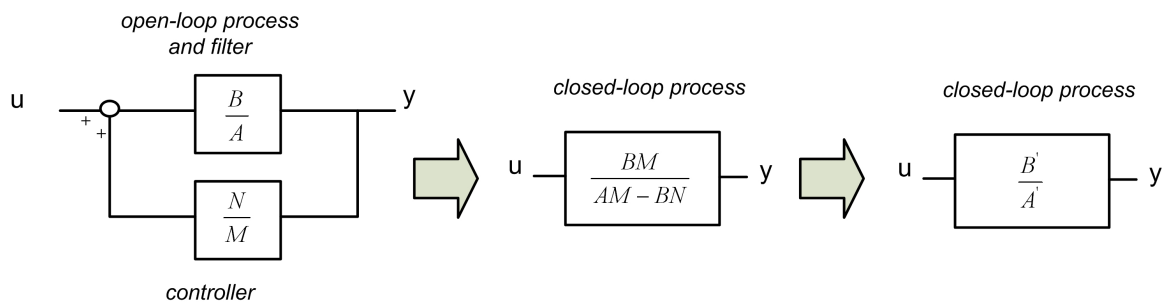 open-loop process
and filter
u
+
+
B
A
y
N
M
controller
closed-loop process
u
BM
AM − BN
y
closed-loop process
u
B'
A'
y